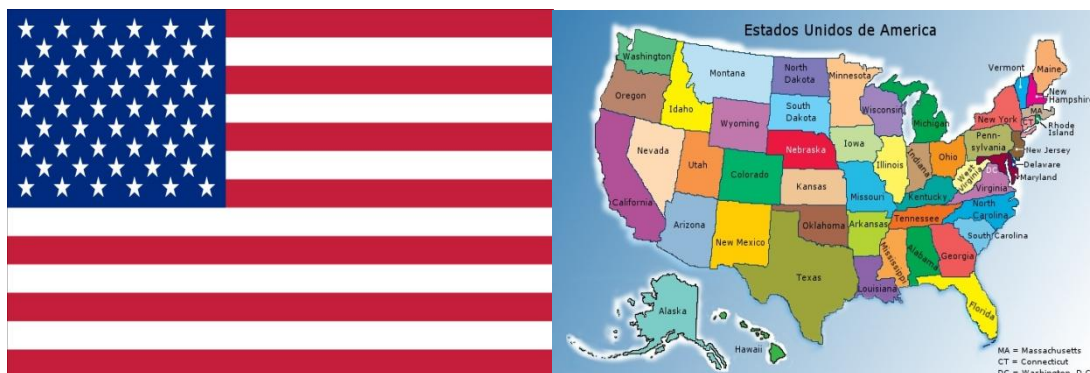 Estados Unidos de America
Washington
Oregon
Idaho
Montana
North
Dakota
Minnesota
South
Dakota
Wyoming
Nebraska
Iowa
Wisconsin
Michigan
Vermont
Maine
New
Hampshire
MA
CT
Rhode
Island
New York
Penn-
sylvania
New Jersey
Delaware
Maryland
DC
West
Virginia
Virginia
Ohio
Indiana
Illinois
Nevada
Utah
Colorado
Kansas
Missouri
Kentucky
California
Arizona
New Mexico
Oklahoma
Arkansas
Tennessee
North
Carolina
South Carolina
Texas
Louisiana
Mississippi
Alabama
Georgia
Florida
Alaska
Hawaii
MA = Massachusetts
CT = Connecticut